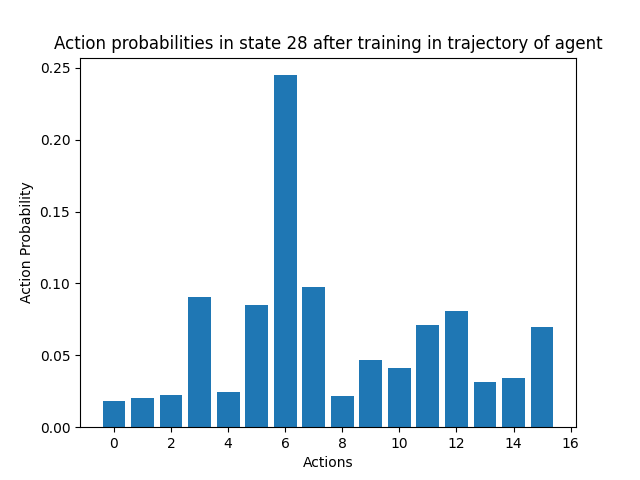 Action probabilities in state 28 after training in trajectory of agent
0.25
0.20
0.15
0.10
0.05
0.00
Action Probability
0 2 4 6 8 10 12 14 16
Actions